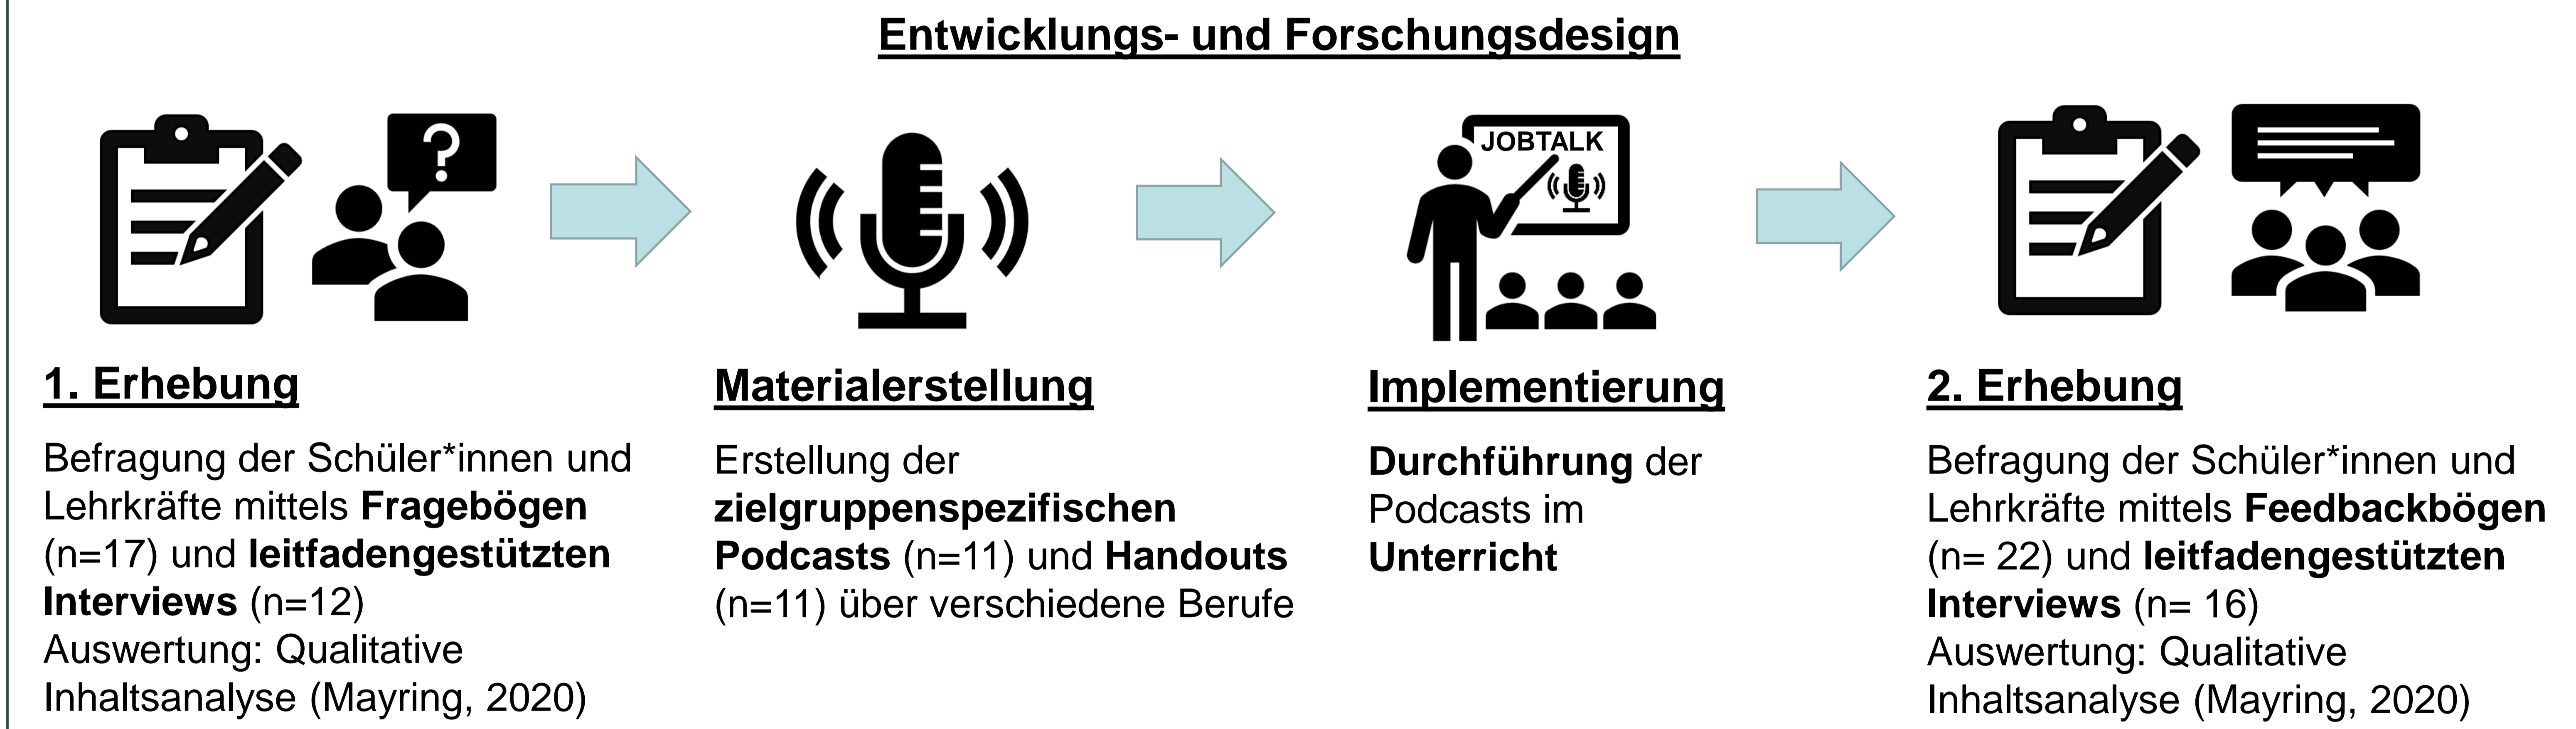 Entwicklungs- und Forschungsdesign
?
JOBTALK
1. Erhebung
Befragung der Schüler*innen und
Lehrkräfte mittels Fragebögen
(n=17) und leitfadengestützten
Interviews (n=12)
Auswertung: Qualitative
Inhaltsanalyse (Mayring, 2020)
Materialerstellung
Erstellung der
zielgruppenspezifischen
Podcasts (n=11) und Handouts
(n=11) über verschiedene Berufe
Implementierung
Durchführung der
Podcasts im
Unterricht
2. Erhebung
Befragung der Schüler*innen und
Lehrkräfte mittels Feedbackbögen
(n= 22) und leitfadengestützten
Interviews (n= 16)
Auswertung: Qualitative
Inhaltsanalyse (Mayring, 2020)